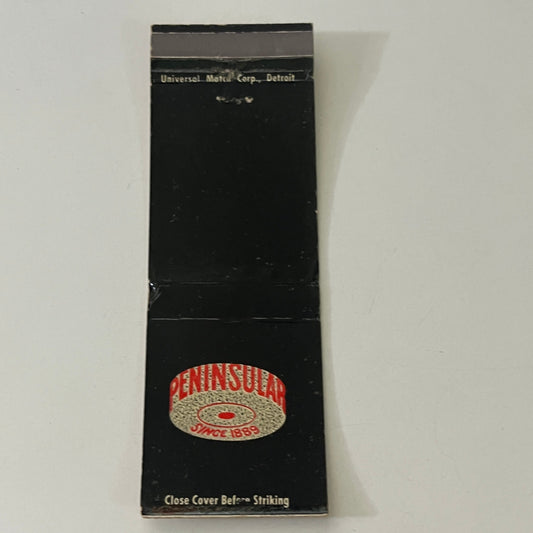 Universal Match Corp., Detroit
PENINSULAR
SINCE 1889
Close Cover Before Striking